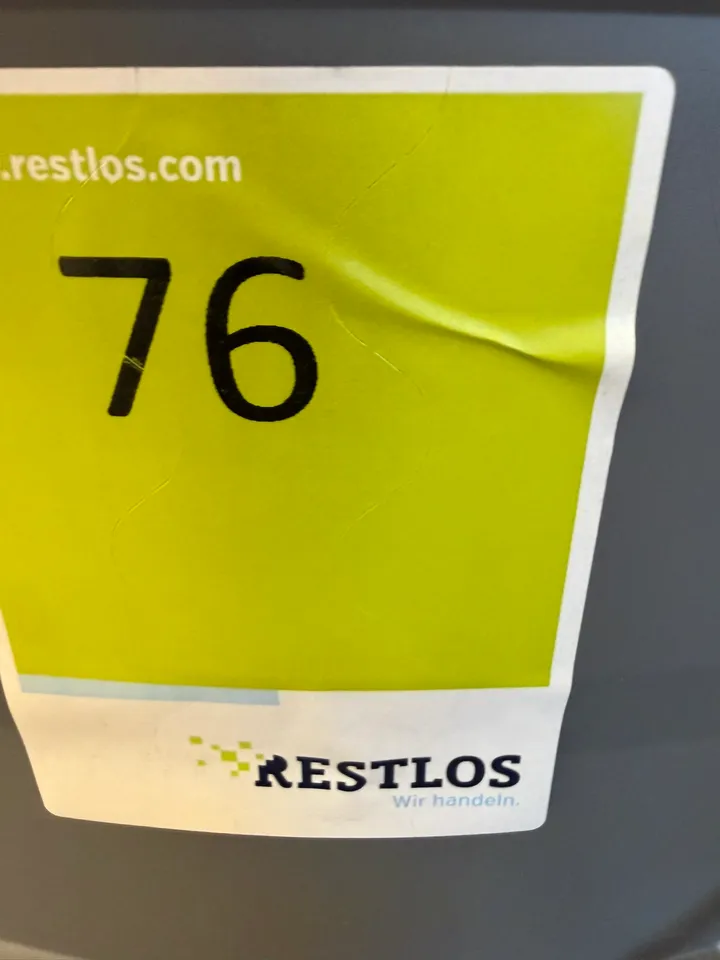 .restlos.com
76
RESTLOS
Wir handeln.